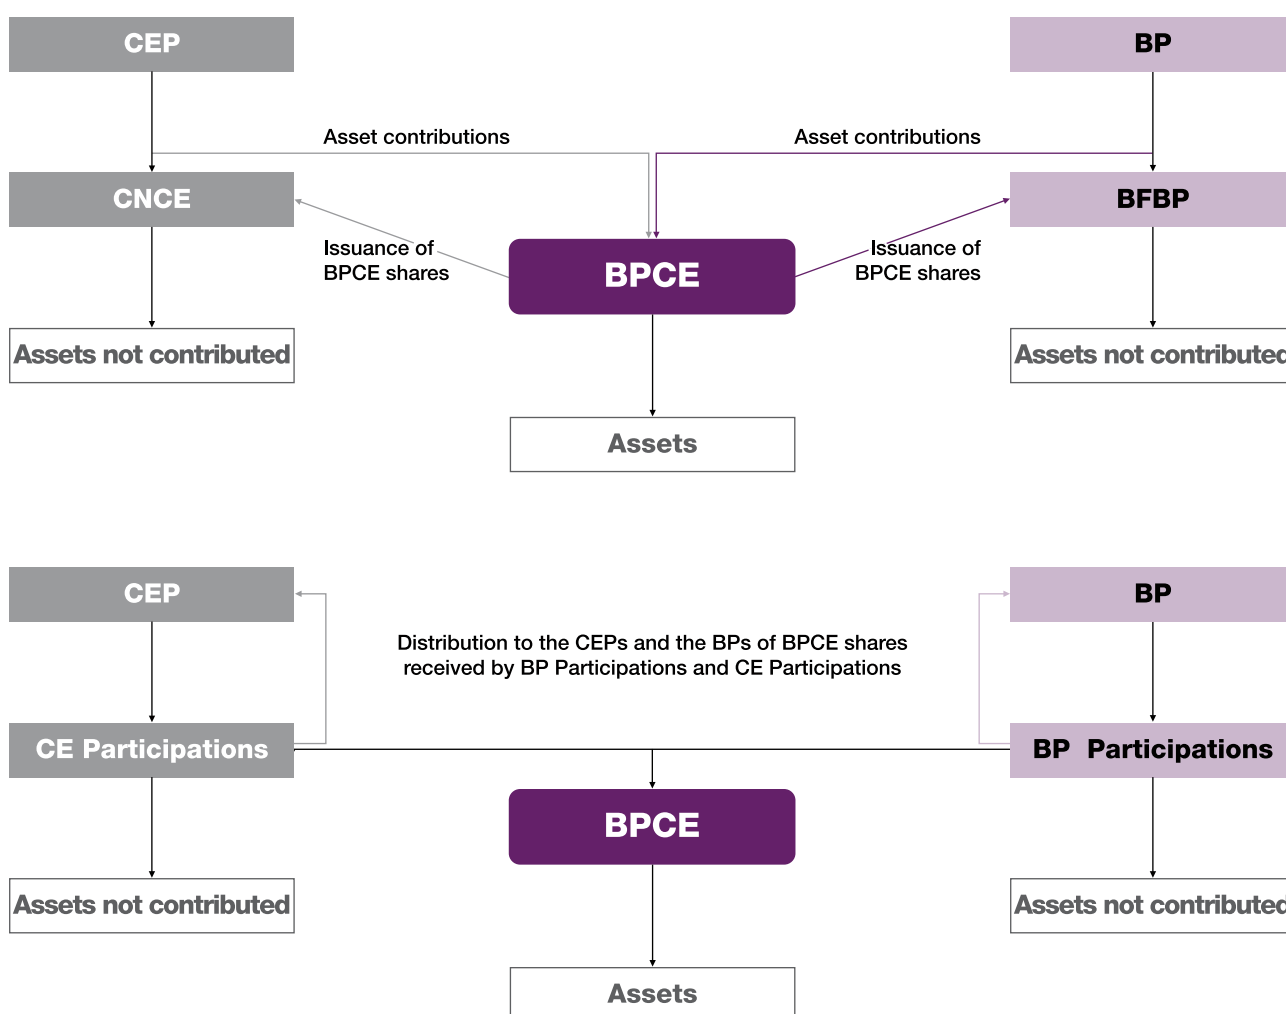 CEP
BP
Asset contributions
Asset contributions
CNCE
BFBP
Issuance of
BPCE shares
BPCE
Issuance of
BPCE shares
Assets not contributed
Assets not contributed
Assets
CEP
BP
Distribution to the CEPs and the BPs of BPCE shares
received by BP Participations and CE Participations
CE Participations
BP Participations
BPCE
Assets not contributed
Assets not contributed
Assets